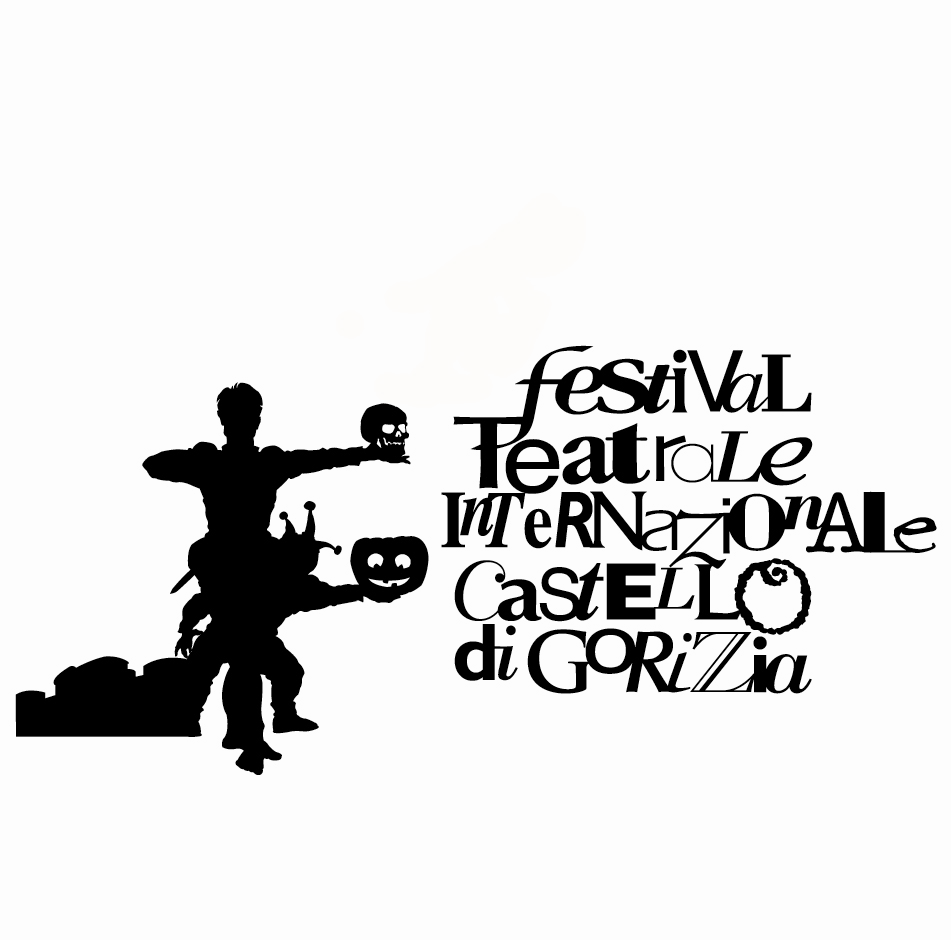 festiVaL
TeatraLe
InTeRNaziOnALe
CaStELLO
di GORiZia